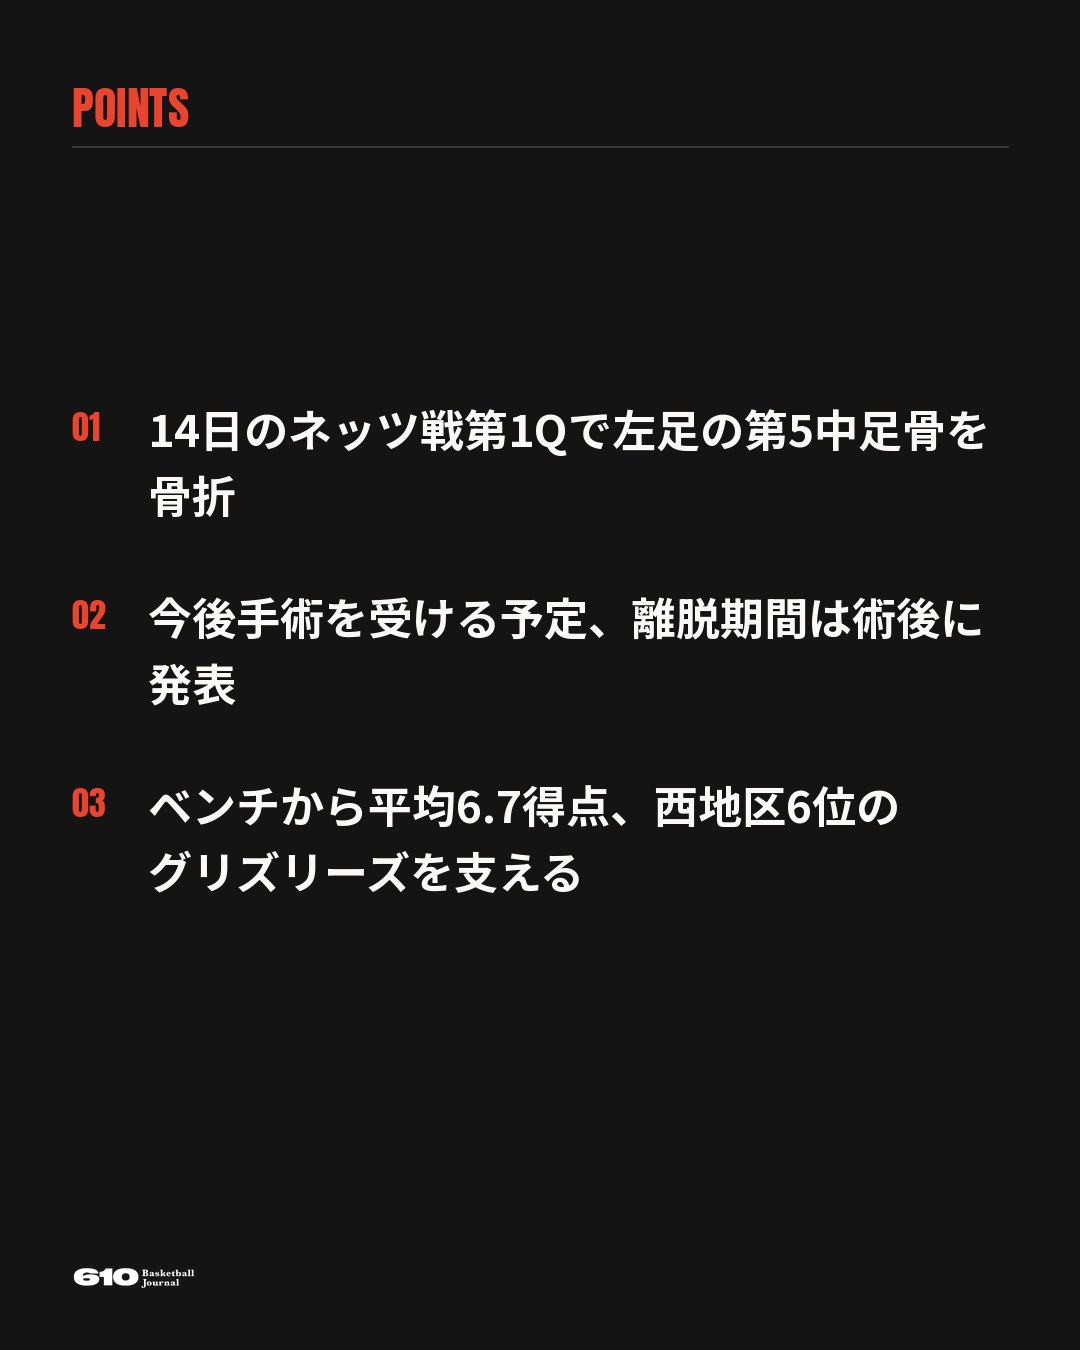 POINTS
01
14日のネッツ戦第1Qで左足の第5中足骨を
骨折
02
今後手術を受ける予定、離脱期間は術後に
発表
03
ベンチから平均6.7得点、西地区6位の
グリズリーズを支える
610 Basketball
Journal